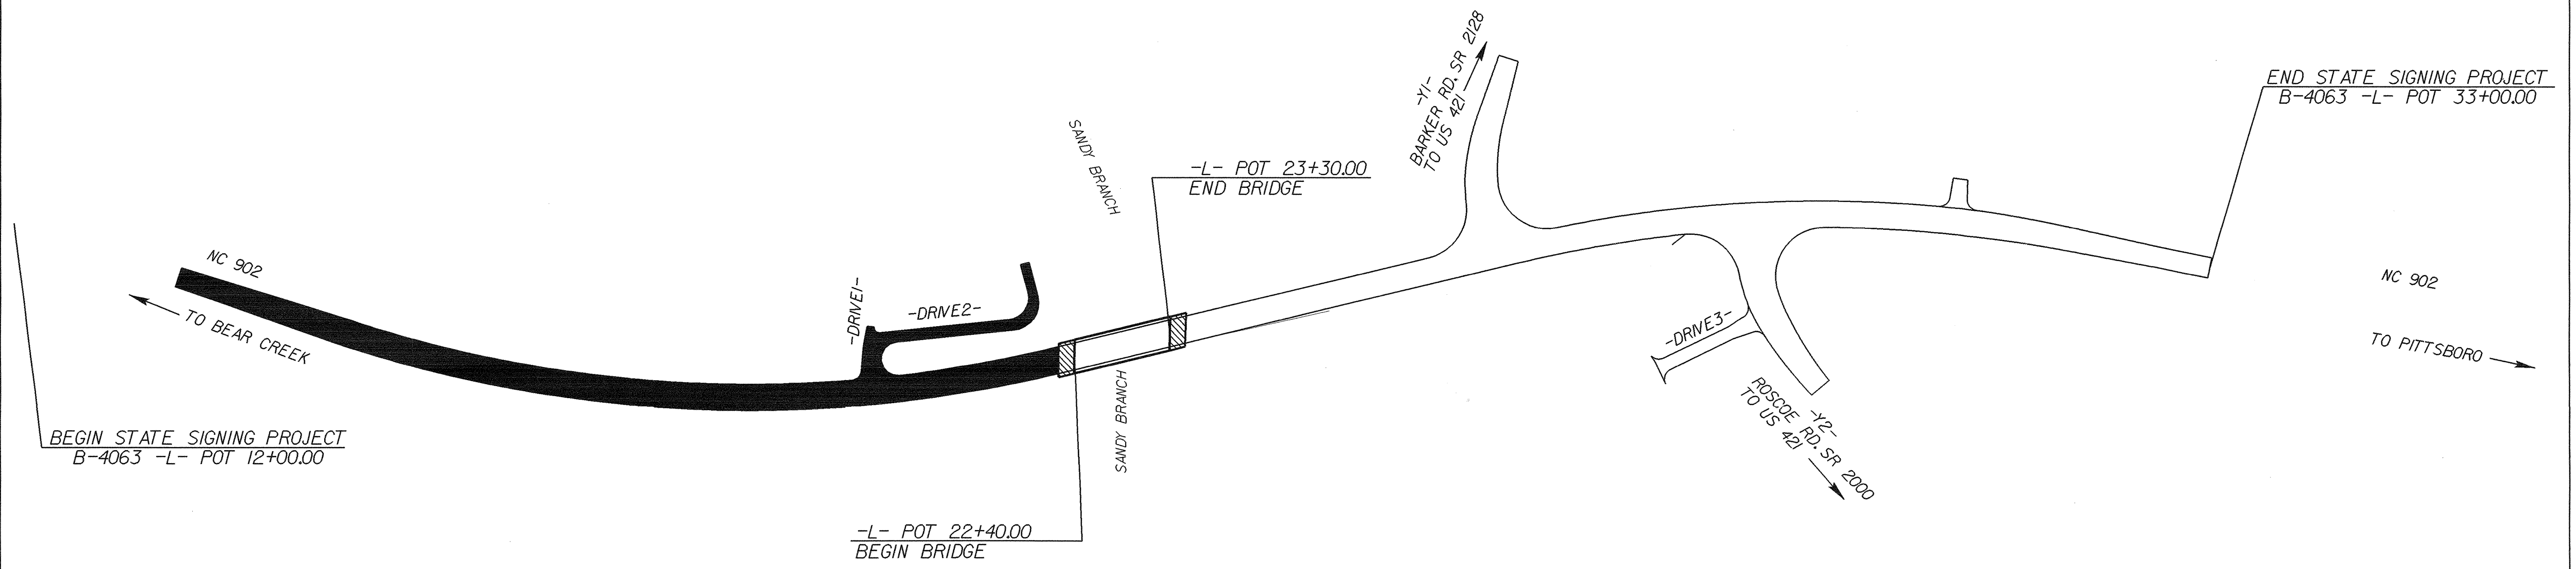 NC 902
TO BEAR CREEK
BEGIN STATE SIGNING PROJECT
B-4063 -L- POT 12+00.00
-DRIVE1-
-DRIVE2-
SANDY BRANCH
SANDY BRANCH
-L- POT 22+40.00
BEGIN BRIDGE
-L- POT 23+30.00
END BRIDGE
-Y1-
BARKER RD. SR 2128
TO US 421
-DRIVE3-
-Y2-
ROSCOE RD. SR 2000
TO US 421
END STATE SIGNING PROJECT
B-4063 -L- POT 33+00.00
NC 902
TO PITTSBORO